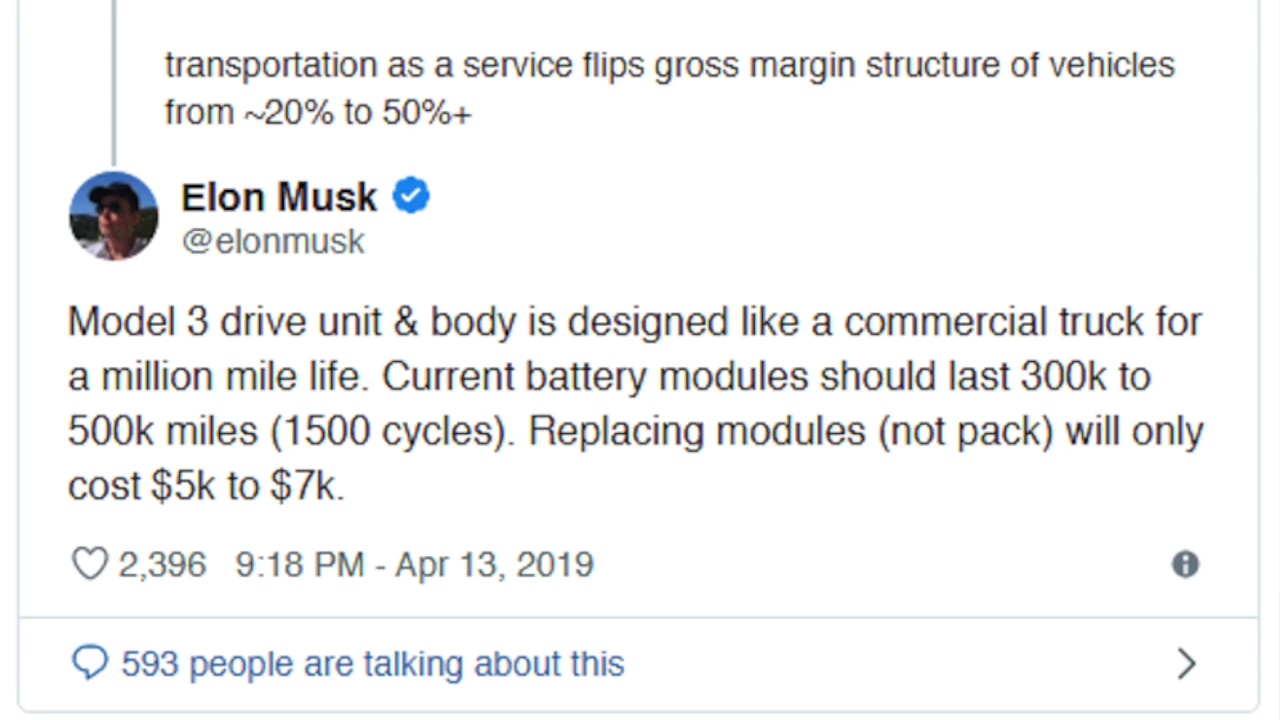 transportation as a service flips gross margin structure of vehicles
from ~20% to 50%+
Elon Musk
@elonmusk
Model 3 drive unit & body is designed like a commercial truck for
a million mile life. Current battery modules should last 300k to
500k miles (1500 cycles). Replacing modules (not pack) will only
cost $5k to $7k.
2,396 9:18 PM - Apr 13, 2019
593 people are talking about this